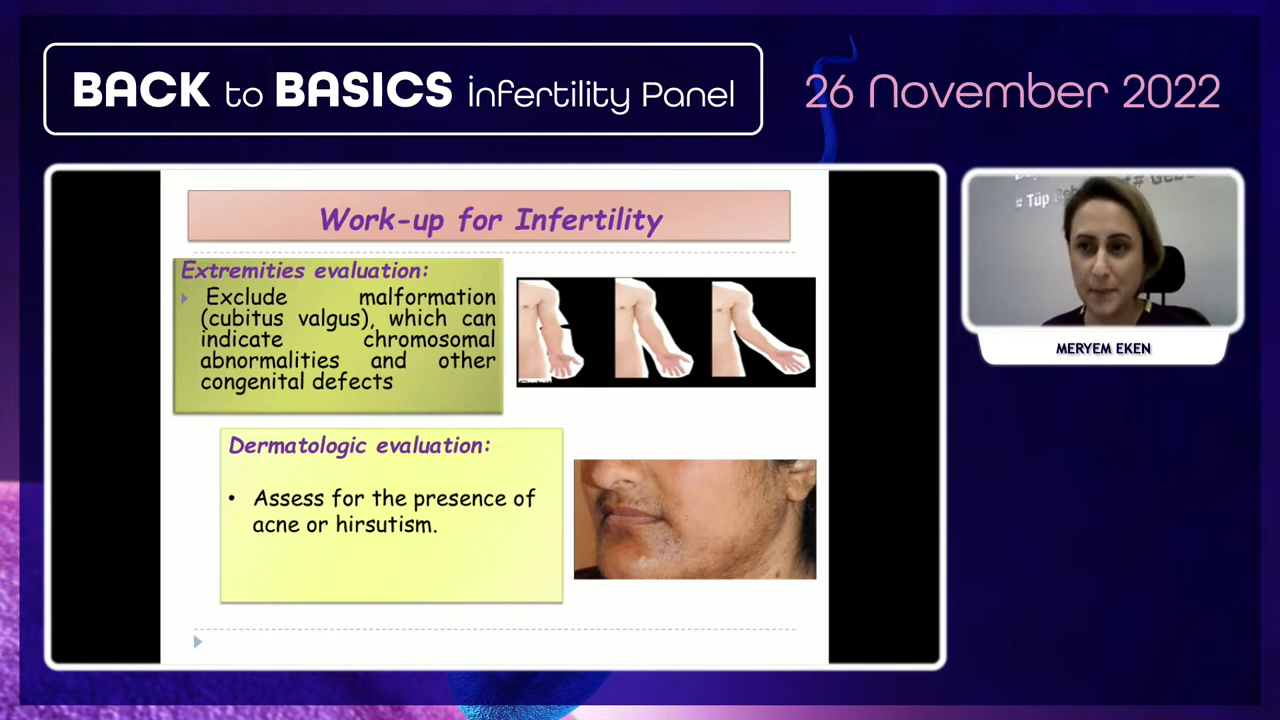 BACK to BASICS infertility Panel
26 November 2022
# Tüp
Work-up for Infertility
Extremities evaluation:
Exclude malformation
(cubitus valgus), which can
indicate chromosomal
abnormalities and other
congenital defects
Dermatologic evaluation:
• Assess for the presence of
acne or hirsutism.
MERYEM EKEN